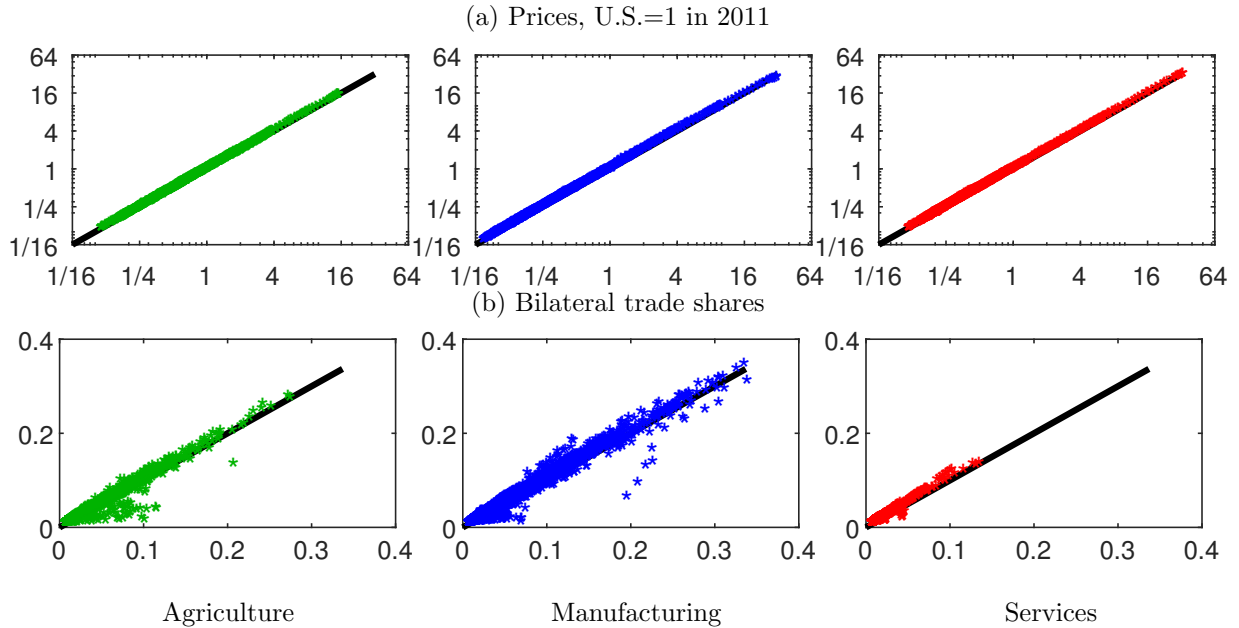 (a) Prices, U.S.=1 in 2011
64 64 64
16 16 16
4 4 4
1 1 1
1/4 1/4 1/4
1/16 1/16 1/16
1/16 1/4 1 4 16 64 1/16 1/4 1 4 16 64 1/16 1/4 1 4 16 64
(b) Bilateral trade shares
0.4 0.4 0.4
0.2 0.2 0.2
0 0 0
0 0.1 0.2 0.3 0.4 0 0.1 0.2 0.3 0.4 0 0.1 0.2 0.3 0.4
Agriculture Manufacturing Services